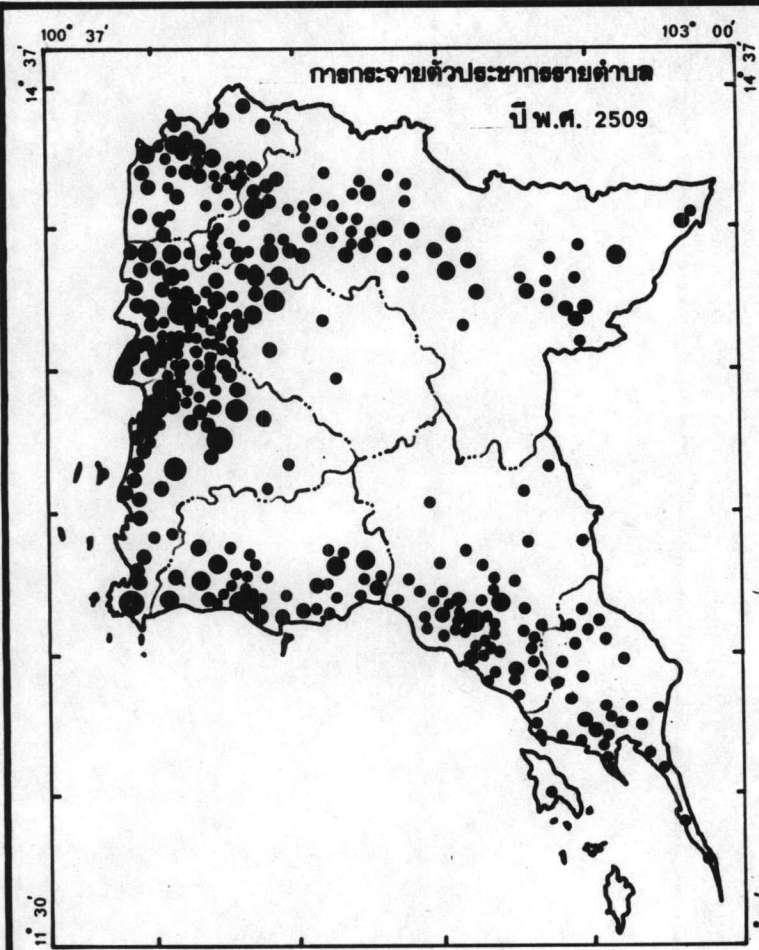 100° 37'
103° 00'
14° 37'
14° 37'
การกระจายตัวประชากรรายตำบล
ปี พ.ศ. 2509
11° 30